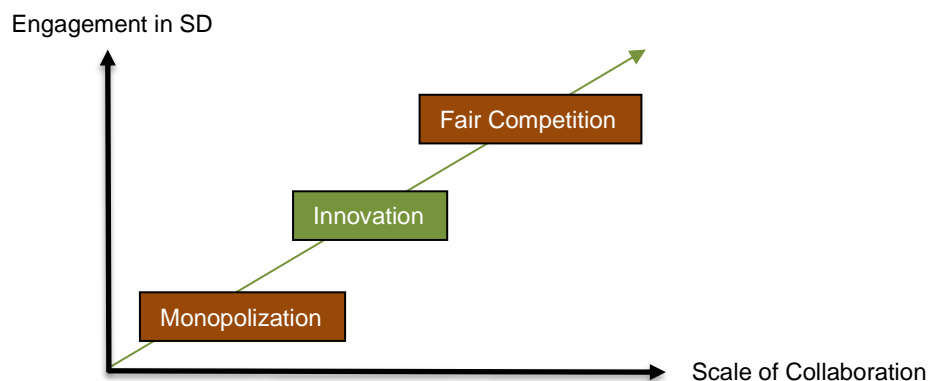 Engagement in SD
Fair Competition
Innovation
Monopolization
Scale of Collaboration